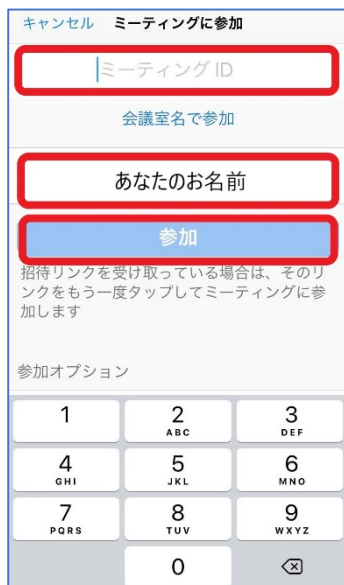 キャンセル ミーティングに参加
ミーティング ID
会議室名で参加
あなたのお名前
参加
招待リンクを受け取っている場合は、そのリ
ンクをもう一度タップしてミーティングに参
加します
参加オプション
1 2 3
ABC DEF
4 5 6
GHI JKL MNO
7 8 9
PQRS TUV WXYZ
0